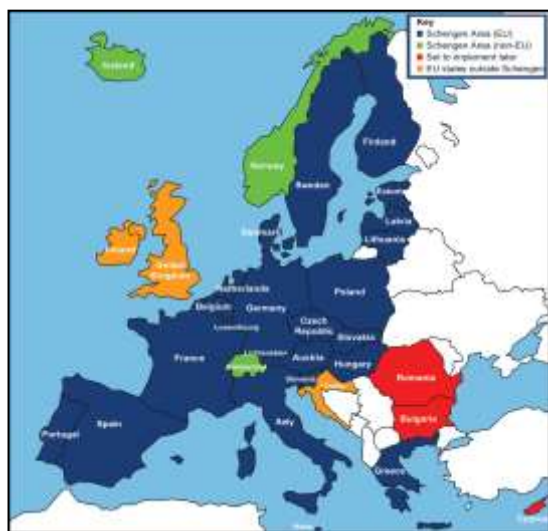 Key
Schengen Area (EU)
Schengen Area (non-EU)
Set to implement later
EU states outside Schengen
Iceland
Finland
Norway
Sweden
Estonia
Latvia
Denmark
Lithuania
Ireland
United
Kingdom
Netherlands
Poland
Belgium
Germany
Luxembourg
Czech
Republic
Slovakia
Liechtenstein
France
Austria
Hungary
Slovenia
Romania
Italy
Bulgaria
Portugal
Spain
Greece
Malta